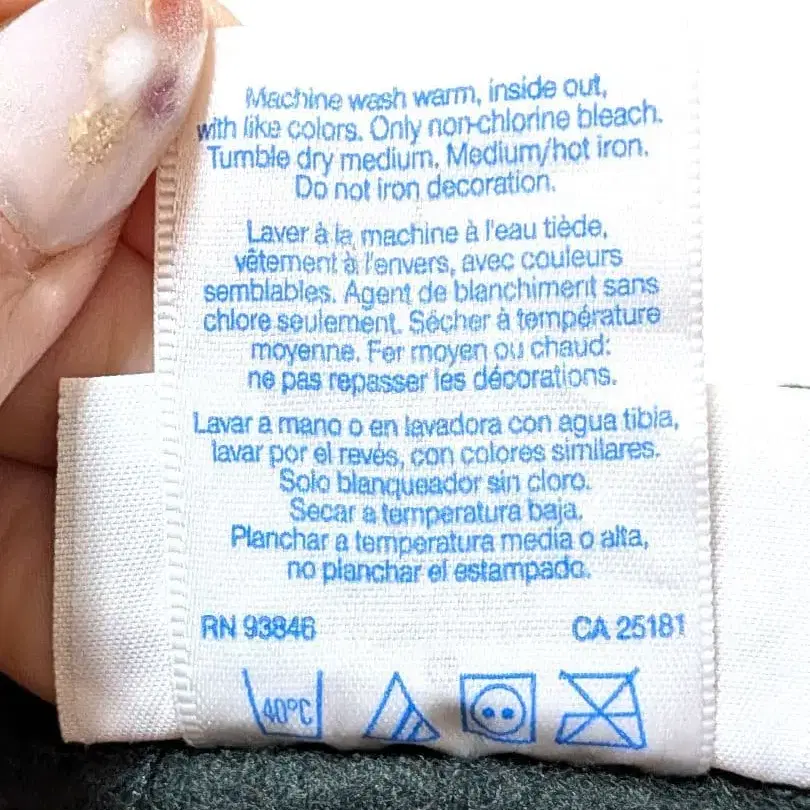 Machine wash warm, inside out,
with like colors. Only non-chlorine bleach.
Tumble dry medium. Medium/hot iron.
Do not iron decoration.
Laver à la machine à l'eau tiède,
vêtement à l'envers, avec couleurs
semblables. Agent de blanchiment sans
chlore seulement. Sécher à température
moyenne. Fer moyen ou chaud:
ne pas repasser les décorations.
Lavar a mano o en lavadora con agua tibia,
lavar por el revés, con colores similares.
Solo blanqueador sin cloro.
Secar a temperatura baja.
Planchar a temperatura media o alta,
no planchar el estampado.
RN 93846 CA 25181
40°C